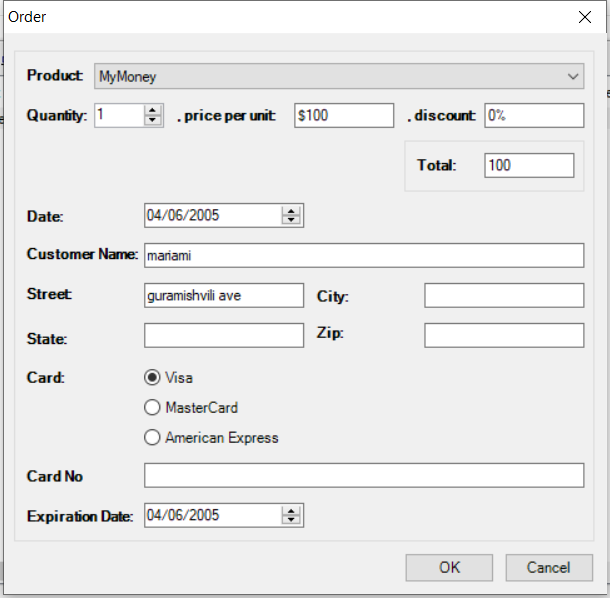 Order
Product: MyMoney
Quantity: 1 . price per unit: $100 . discount: 0%
Total: 100
Date: 04/06/2005
Customer Name: mariami
Street: guramishvili ave City:
State: Zip:
Card: Visa
MasterCard
American Express
Card No
Expiration Date: 04/06/2005
OK Cancel